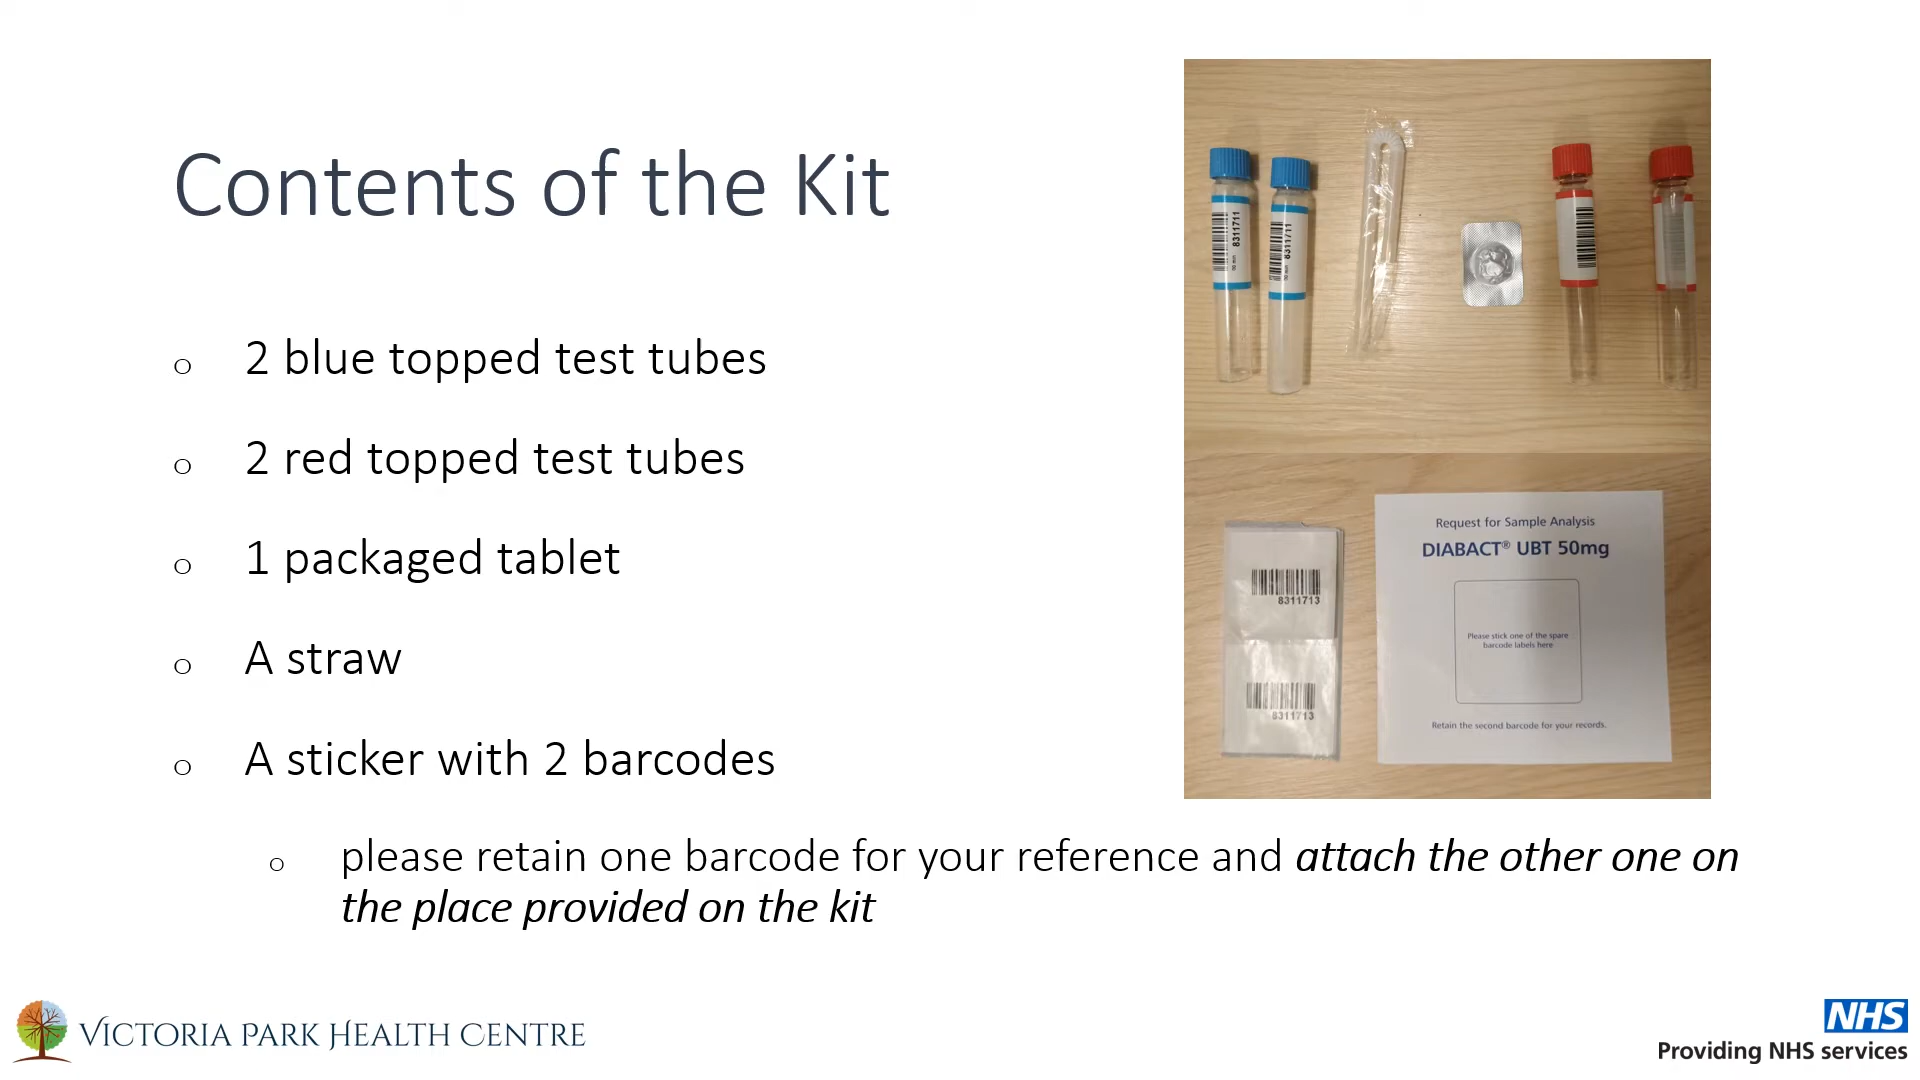 Contents of the Kit
2 blue topped test tubes
2 red topped test tubes
1 packaged tablet
A straw
A sticker with 2 barcodes
please retain one barcode for your reference and attach the other one on
the place provided on the kit
8311711
8311711
Request for Sample Analysis
DIABACT® UBT 50mg
Please stick one of the spare
barcode labels here
Retain the second barcode for your records.
8311713
8311713
VICTORIA PARK HEALTH CENTRE
NHS
Providing NHS services